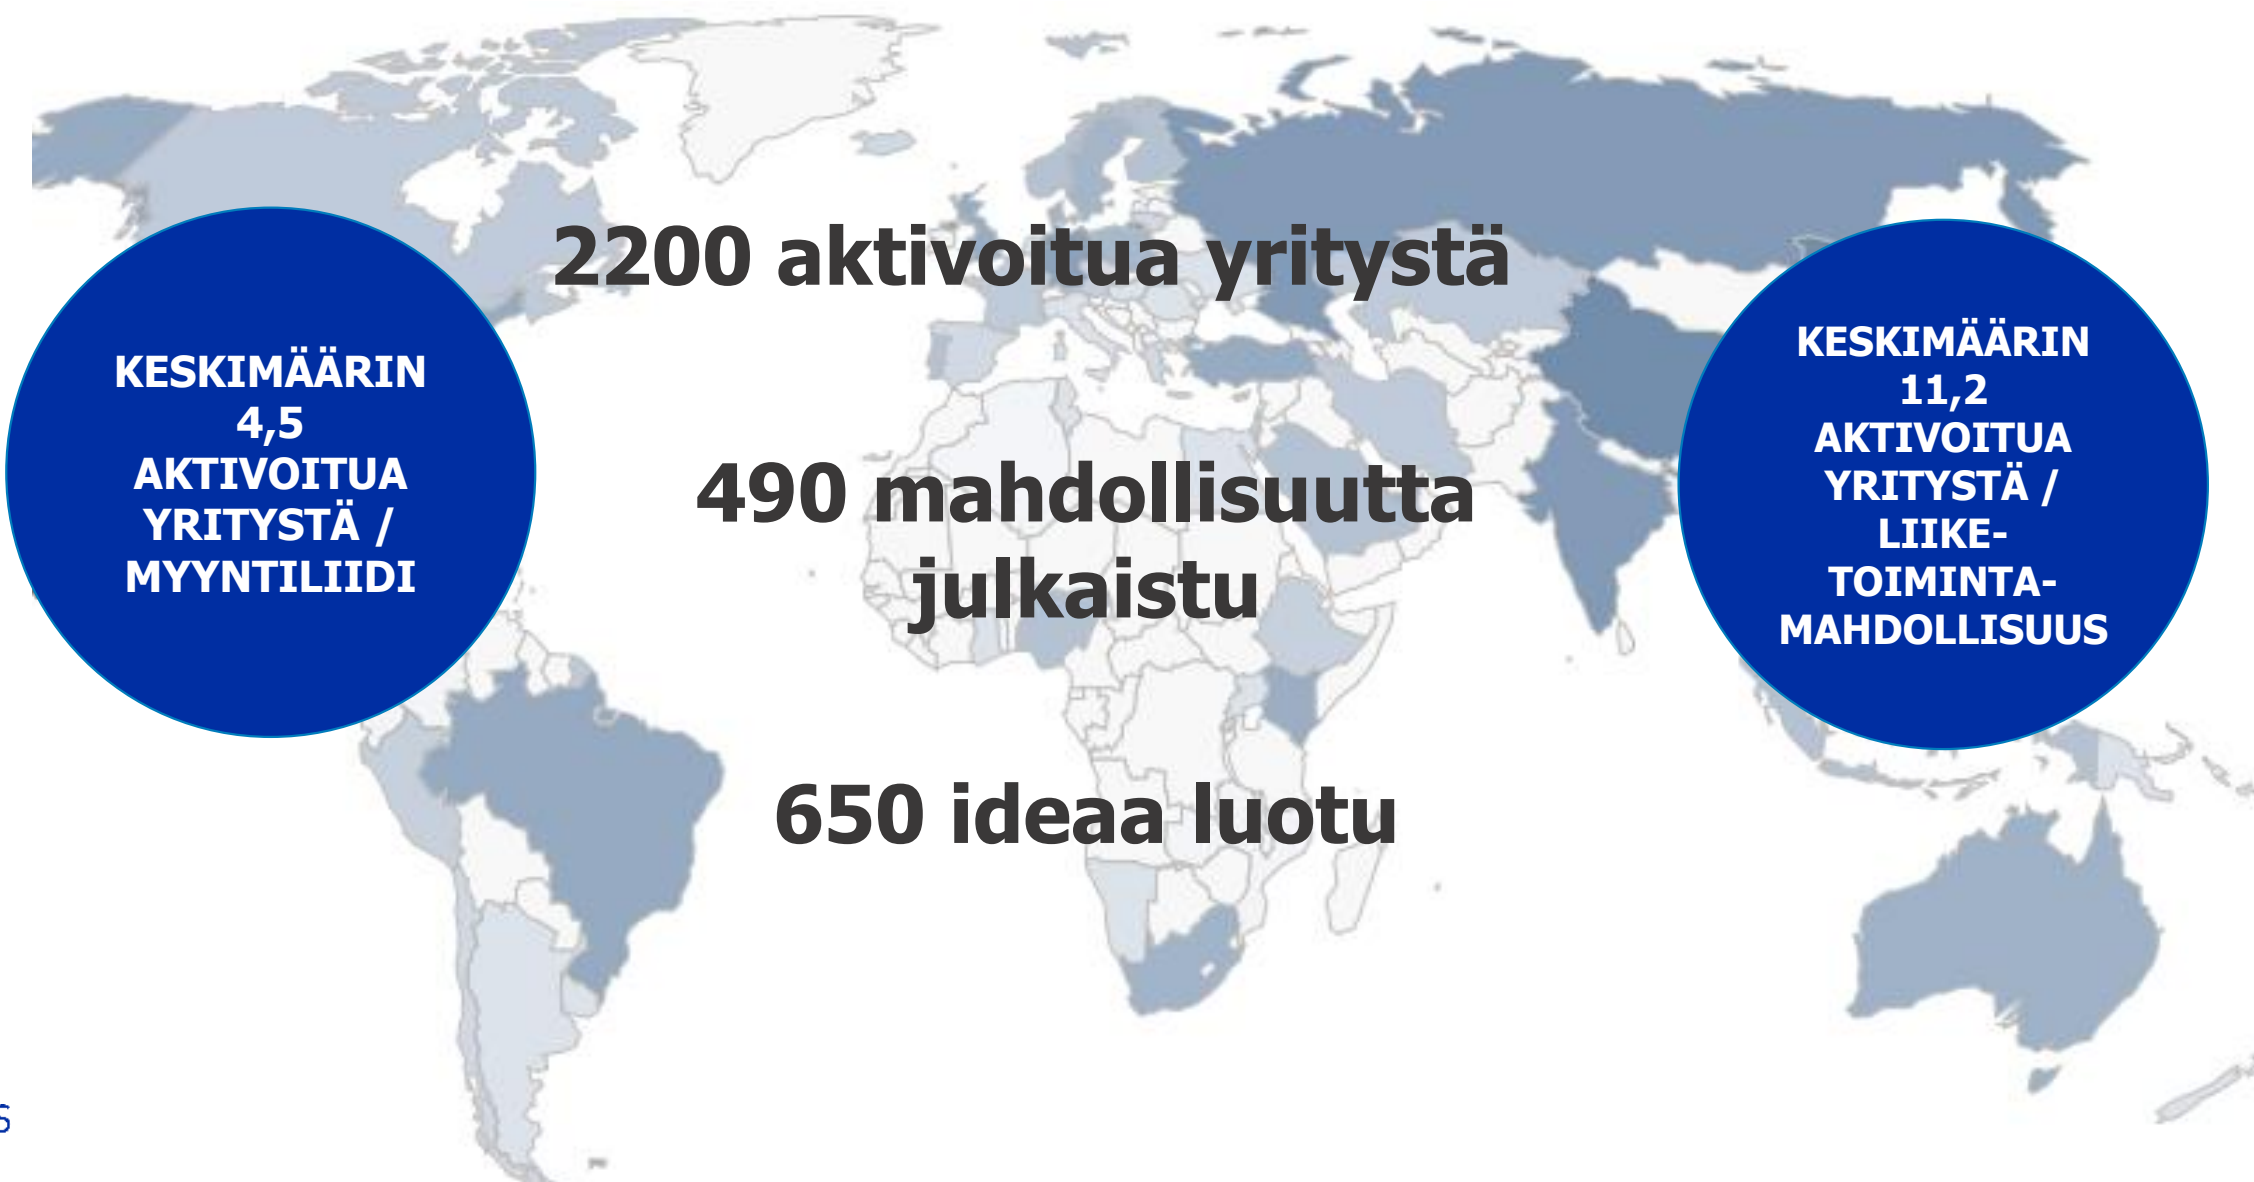 2200 aktivoitua yritystä
KESKIMÄÄRIN
4,5
AKTIVOITUA
YRITYSTÄ /
MYYNTILIIDI
490 mahdollisuutta
julkaistu
650 ideaa luotu
KESKIMÄÄRIN
11,2
AKTIVOITUA
YRITYSTÄ /
LIIKE-
TOIMINTA-
MAHDOLLISUUS
s